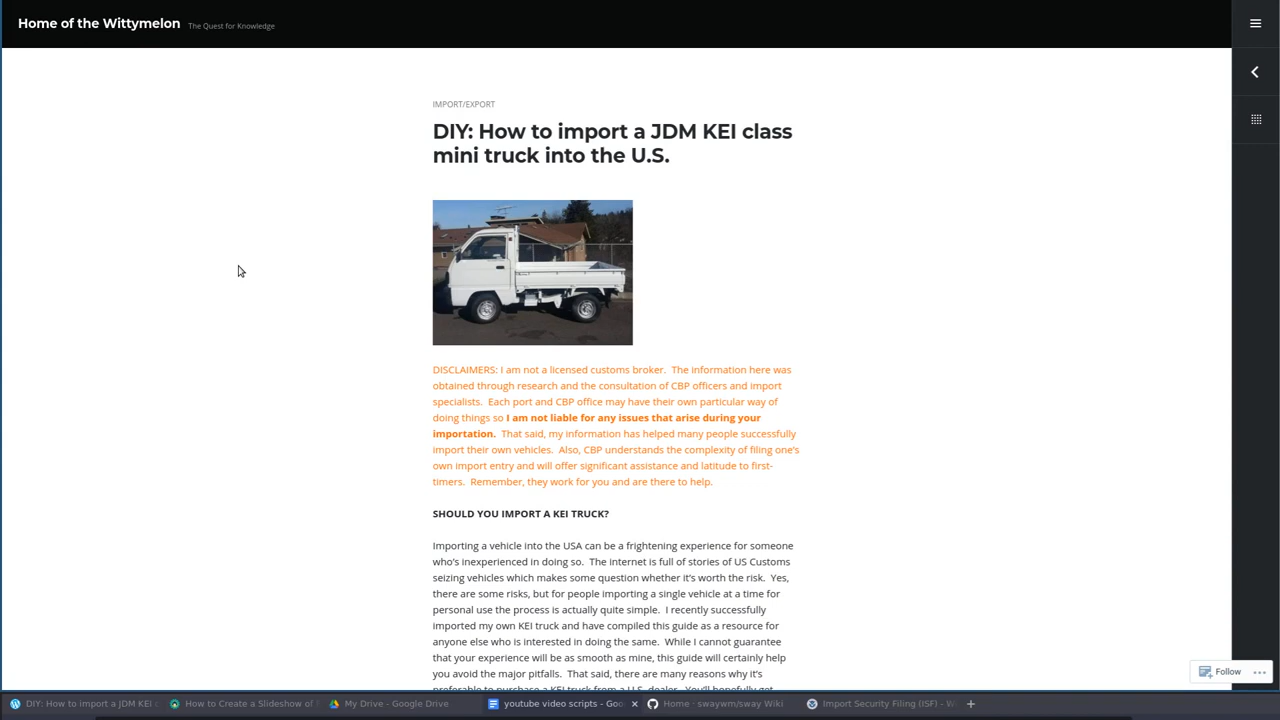 Home of the Wittymelon The Quest for Knowledge
IMPORT/EXPORT
DIY: How to import a JDM KEI class
mini truck into the U.S.
DISCLAIMERS: I am not a licensed customs broker.  The information here was
obtained through research and the consultation of CBP officers and import
specialists.  Each port and CBP office may have their own particular way of
doing things so I am not liable for any issues that arise during your
importation.  That said, my information has helped many people successfully
import their own vehicles.  Also, CBP understands the complexity of filing one's
own import entry and will offer significant assistance and latitude to first-
timers.  Remember, they work for you and are there to help.
SHOULD YOU IMPORT A KEI TRUCK?
Importing a vehicle into the USA can be a frightening experience for someone
who's inexperienced in doing so.  The internet is full of stories of US Customs
seizing vehicles which makes some question whether it's worth the risk.  Yes,
there are some risks, but for people importing a single vehicle at a time for
personal use the process is actually quite simple.  I recently successfully
imported my own KEI truck and have compiled this guide as a resource for
anyone else who is interested in doing the same.  While I cannot guarantee
that your experience will be as smooth as mine, this guide will certainly help
you avoid the major pitfalls.  That said, there are many reasons why it's
preferable to purchase a KEI truck from a U.S. dealer.  You'll hopefully get
Follow
DIY: How to import a JDM KEI c
How to Create a Slideshow of
My Drive - Google Drive
youtube video scripts - Goo
Home · swaywm/sway Wiki
Import Security Filing (ISF) - W